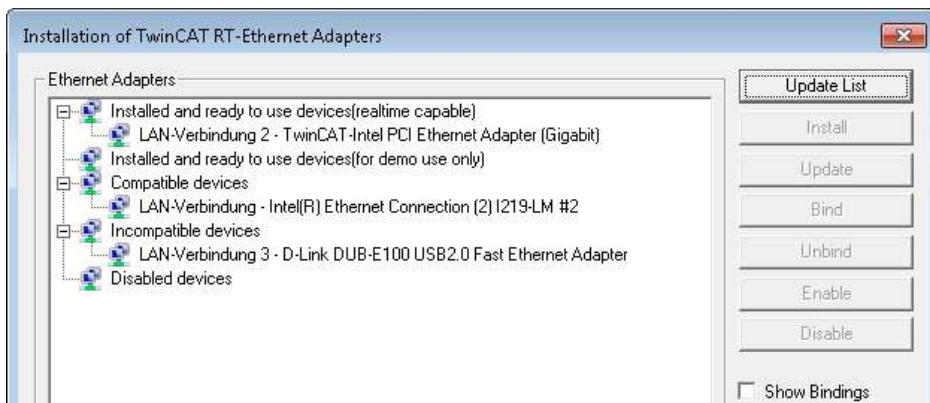 Installation of TwinCAT RT-Ethernet Adapters
Ethernet Adapters
Installed and ready to use devices(realtime capable)
LAN-Verbindung 2 - TwinCAT-Intel PCI Ethernet Adapter (Gigabit)
Installed and ready to use devices(for demo use only)
Compatible devices
LAN-Verbindung - Intel(R) Ethernet Connection (2) I219-LM #2
Incompatible devices
LAN-Verbindung 3 - D-Link DUB-E100 USB2.0 Fast Ethernet Adapter
Disabled devices
Update List
Install
Update
Bind
Unbind
Enable
Disable
Show Bindings